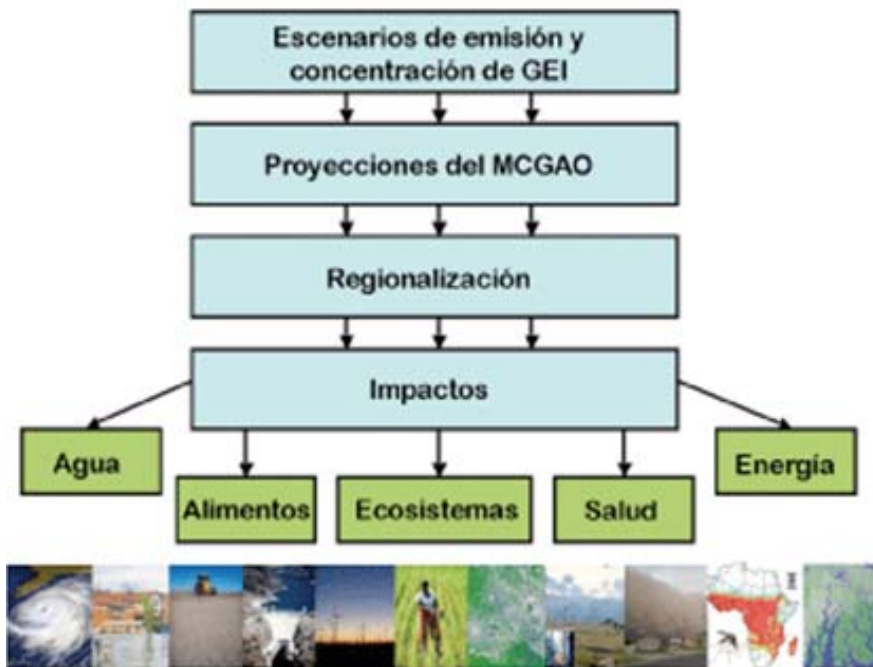 Escenarios de emisión y
concentración de GEI
Proyecciones del MCGAO
Regionalización
Impactos
Agua
Energía
Alimentos
Ecosistemas
Salud